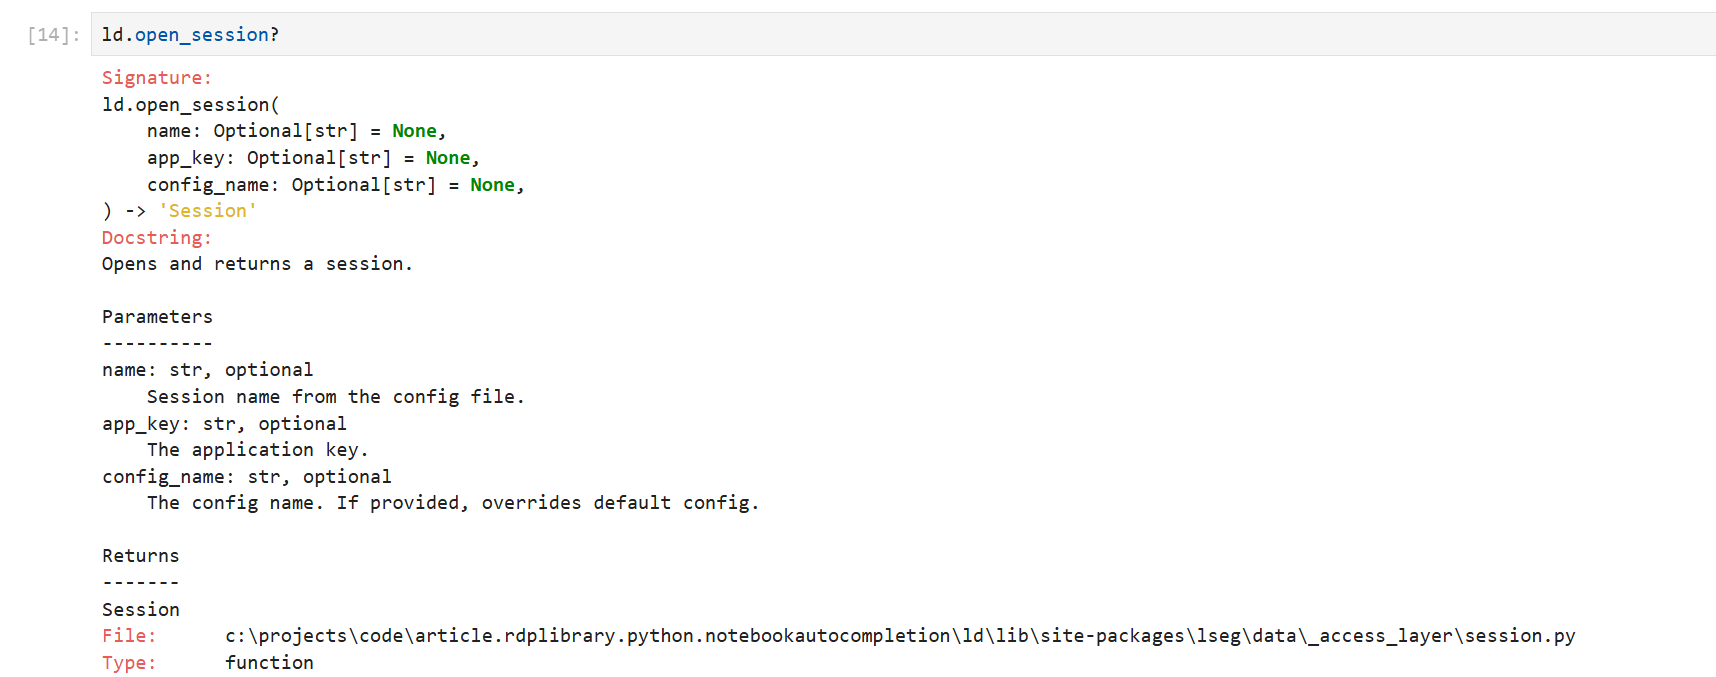 [14]: ld.open_session?
Signature:
ld.open_session(
    name: Optional[str] = None,
    app_key: Optional[str] = None,
    config_name: Optional[str] = None,
) -> 'Session'
Docstring:
Opens and returns a session.

Parameters
----------
name: str, optional
    Session name from the config file.
app_key: str, optional
    The application key.
config_name: str, optional
    The config name. If provided, overrides default config.

Returns
-------
Session
File:      c:\projects\code\article.rdplibrary.python.notebookautocompletion\ld\lib\site-packages\lseg\data\_access_layer\session.py
Type:      function